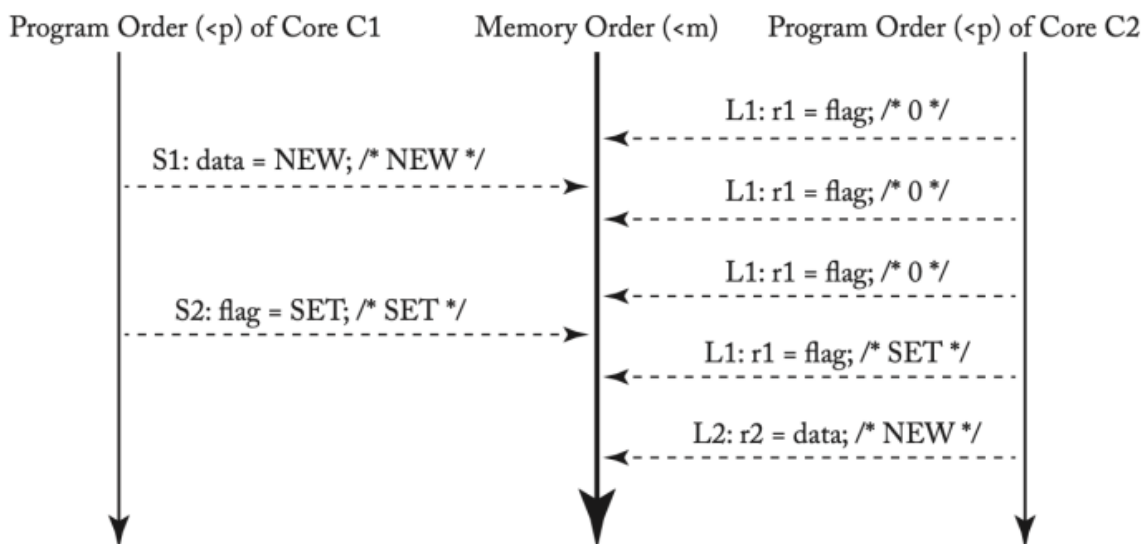 Program Order (<p) of Core C1 Memory Order (<m) Program Order (<p) of Core C2
L1: r1 = flag; /* 0 */
S1: data = NEW; /* NEW */
L1: r1 = flag; /* 0 */
L1: r1 = flag; /* 0 */
S2: flag = SET; /* SET */
L1: r1 = flag; /* SET */
L2: r2 = data; /* NEW */